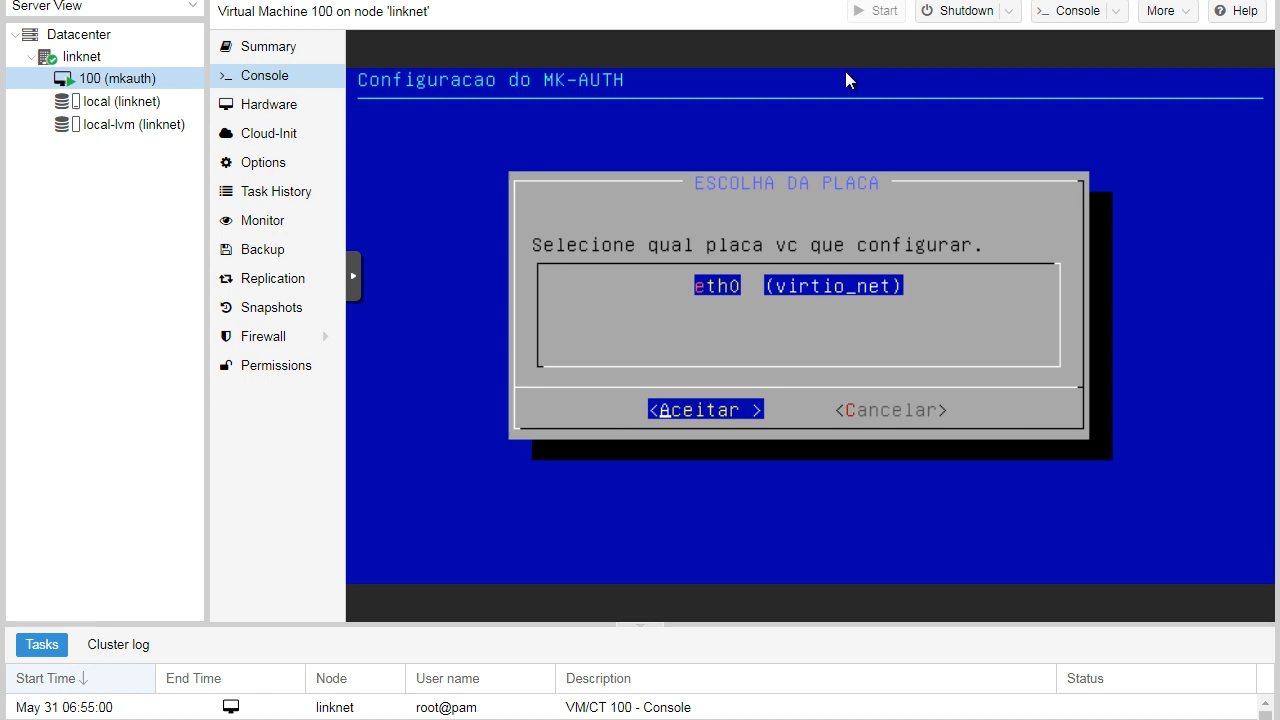 Server View
Virtual Machine 100 on node 'linknet'
Start
Shutdown
Console
More
Help
Datacenter
linknet
100 (mkauth)
local (linknet)
local-lvm (linknet)
Summary
Console
Hardware
Cloud-Init
Options
Task History
Monitor
Backup
Replication
Snapshots
Firewall
Permissions
Configuracao do MK-AUTH
ESCOLHA DA PLACA
Selecione qual placa vc que configurar.
eth0 (virtio_net)
<Aceitar >
<Cancelar>
Tasks
Cluster log
Start Time
End Time
Node
User name
Description
Status
May 31 06:55:00
linknet
root@pam
VM/CT 100 - Console